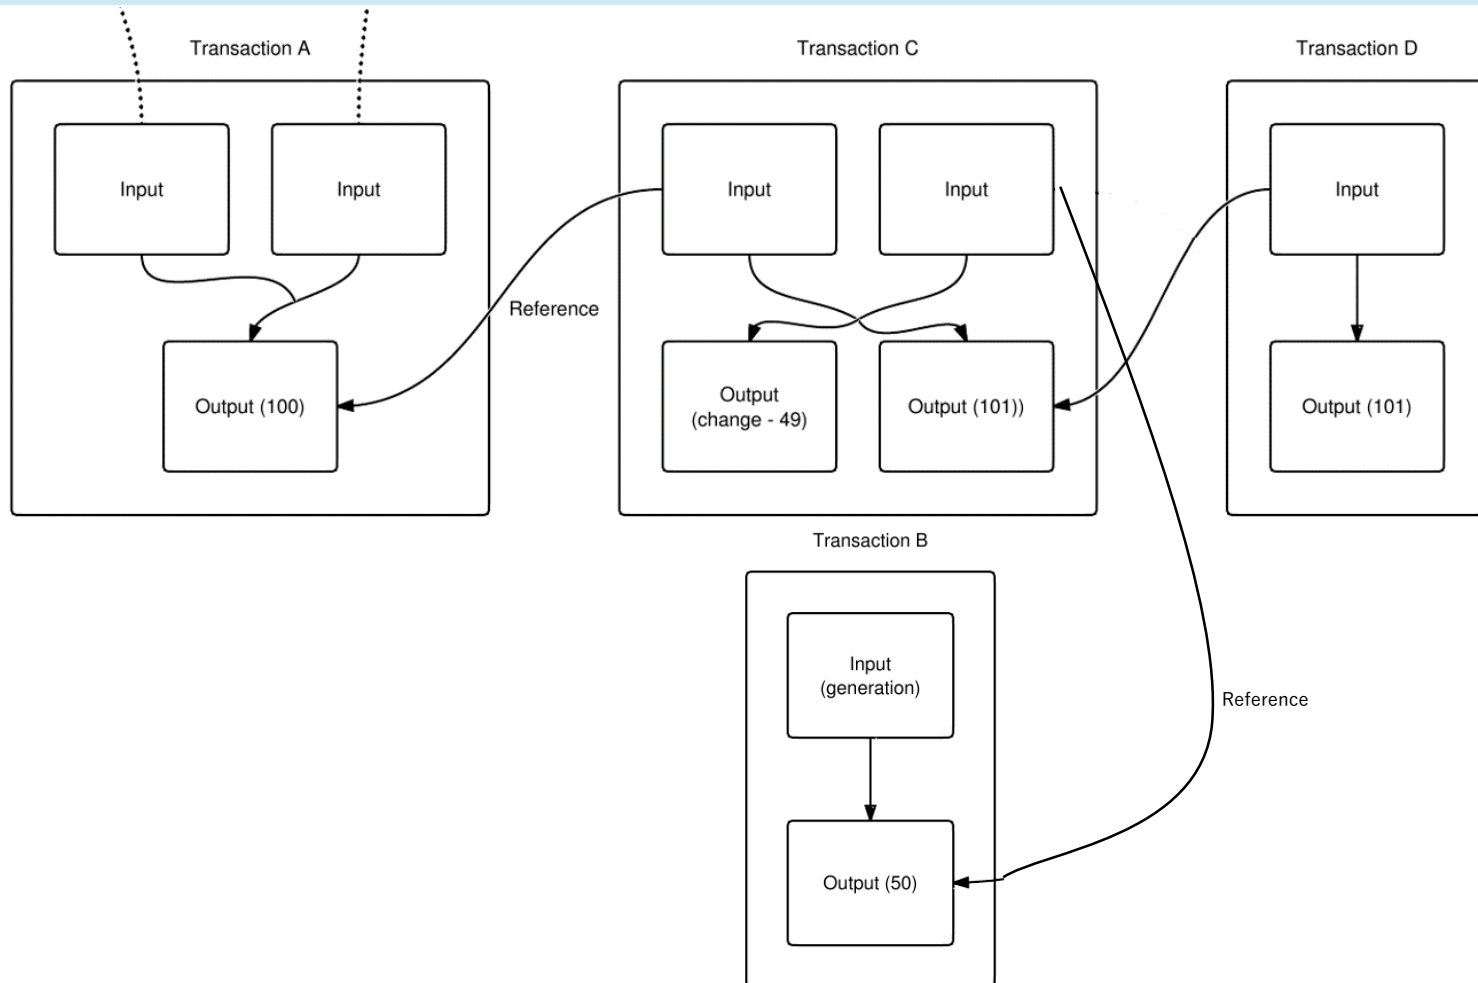 Transaction A
Transaction C
Transaction D
Input
Input
Input
Input
Input
Reference
Output (100)
Output
(change - 49)
Output (101))
Output (101)
Transaction B
Input
(generation)
Reference
Output (50)